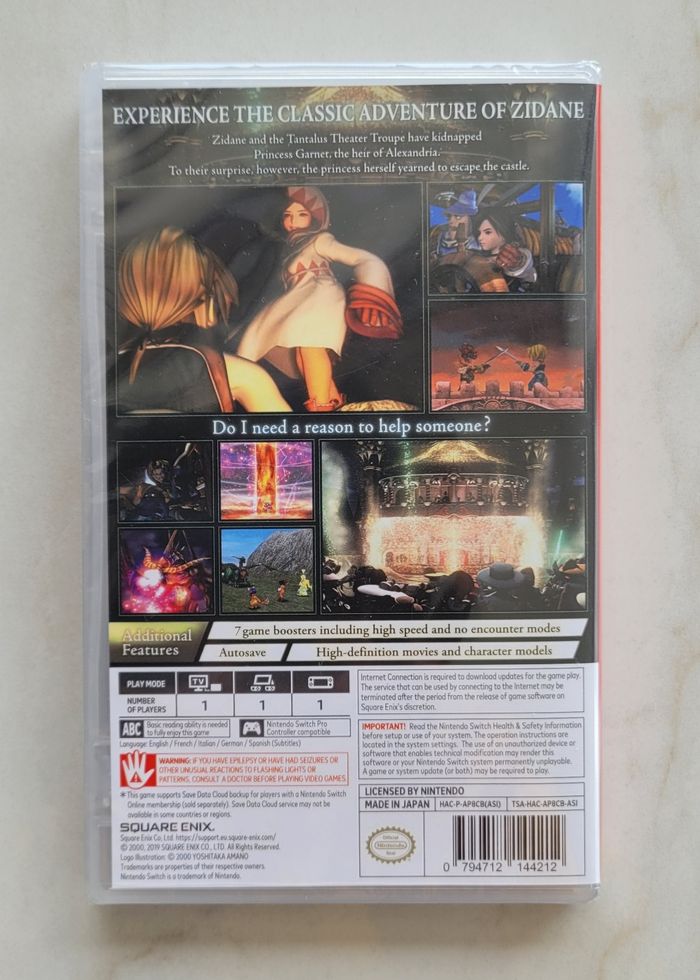 EXPERIENCE THE CLASSIC ADVENTURE OF ZIDANE
Zidane and the Tantalus Theater Troupe have kidnapped
Princess Garnet, the heir of Alexandria.
To their surprise, however, the princess herself yearned to escape the castle.
Do I need a reason to help someone?
Additional
Features
7 game boosters including high speed and no encounter modes
Autosave
High-definition movies and character models
PLAY MODE
TV
NUMBER
OF PLAYERS
1
1
1
ABC
Basic reading ability is needed
to fully enjoy this game
Nintendo Switch Pro
Controller compatible
Language: English / French / Italian / German / Spanish (Subtitles)
WARNING: IF YOU HAVE EPILEPSY OR HAVE HAD SEIZURES OR
OTHER UNUSUAL REACTIONS TO FLASHING LIGHTS OR
PATTERNS, CONSULT A DOCTOR BEFORE PLAYING VIDEO GAMES.
*This game supports Save Data Cloud backup for players with a Nintendo Switch
Online membership (sold separately). Save Data Cloud service may not be
available in some countries or regions.
SQUARE ENIX.
Square Enix Co. Ltd. https://support.eu.square-enix.com/
© 2000, 2019 SQUARE ENIX CO., LTD. All Rights Reserved.
Logo Illustration: © 2000 YOSHITAKA AMANO
Trademarks are properties of their respective owners.
Nintendo Switch is a trademark of Nintendo.
Internet Connection is required to download updates for the game play.
The service that can be used by connecting to the Internet may be
terminated after the period from the release of game software on
Square Enix's discretion.
IMPORTANT! Read the Nintendo Switch Health & Safety Information
before setup or use of your system. The operation instructions are
located in the system settings. The use of an unauthorized device or
software that enables technical modification may render this
software or your Nintendo Switch system permanently unplayable.
A game or system update (or both) may be required to play.
LICENSED BY NINTENDO
MADE IN JAPAN
HAC-P-APBCB(ASI)
TSA-HAC-APBCB-ASI
Official
Nintendo
Seal
0 794712 144212